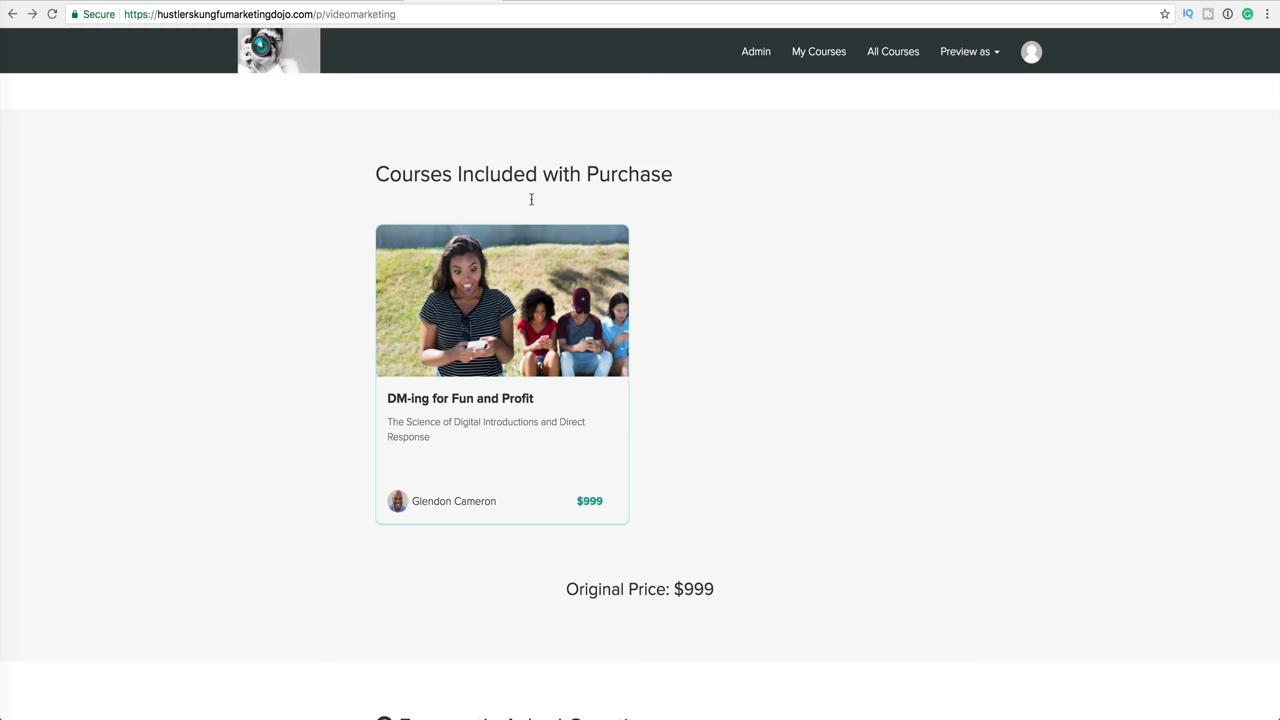 Secure
https://hustlerskungfumarketingdojo.com/p/videomarketing
Admin
My Courses
All Courses
Preview as
Courses Included with Purchase
DM-ing for Fun and Profit
The Science of Digital Introductions and Direct
Response
Glendon Cameron
$999
Original Price: $999